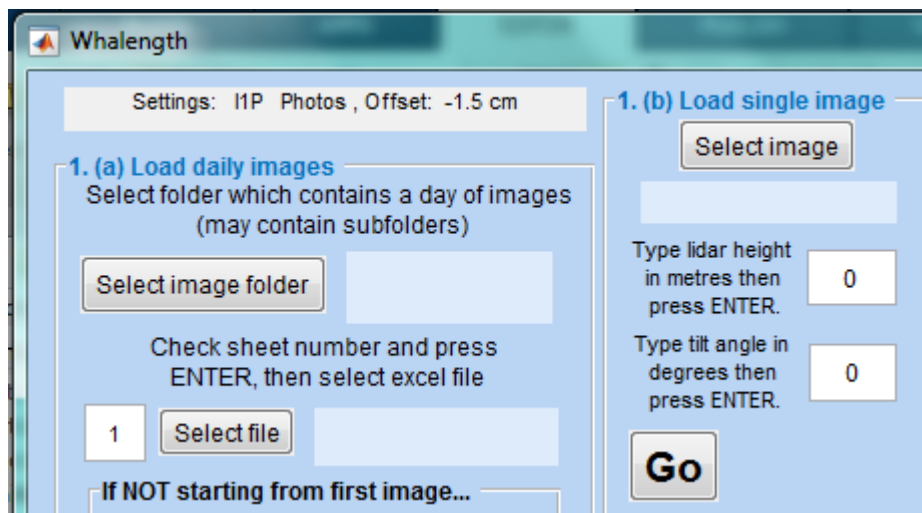 Whalength
Settring: I1P Photos , Offset: -1.5 cm
1. (a) Load daily images
Select folder which contains a day of images
(may contain subfolders)
Select image folder
Check sheet number and press
ENTER, then select excel file
1
Select file
If NOT starting from first image...
1. (b) Load single image
Select image
Type lidar height
in metres then
press ENTER.
0
Type tilt angle in
degrees then
press ENTER.
0
Go